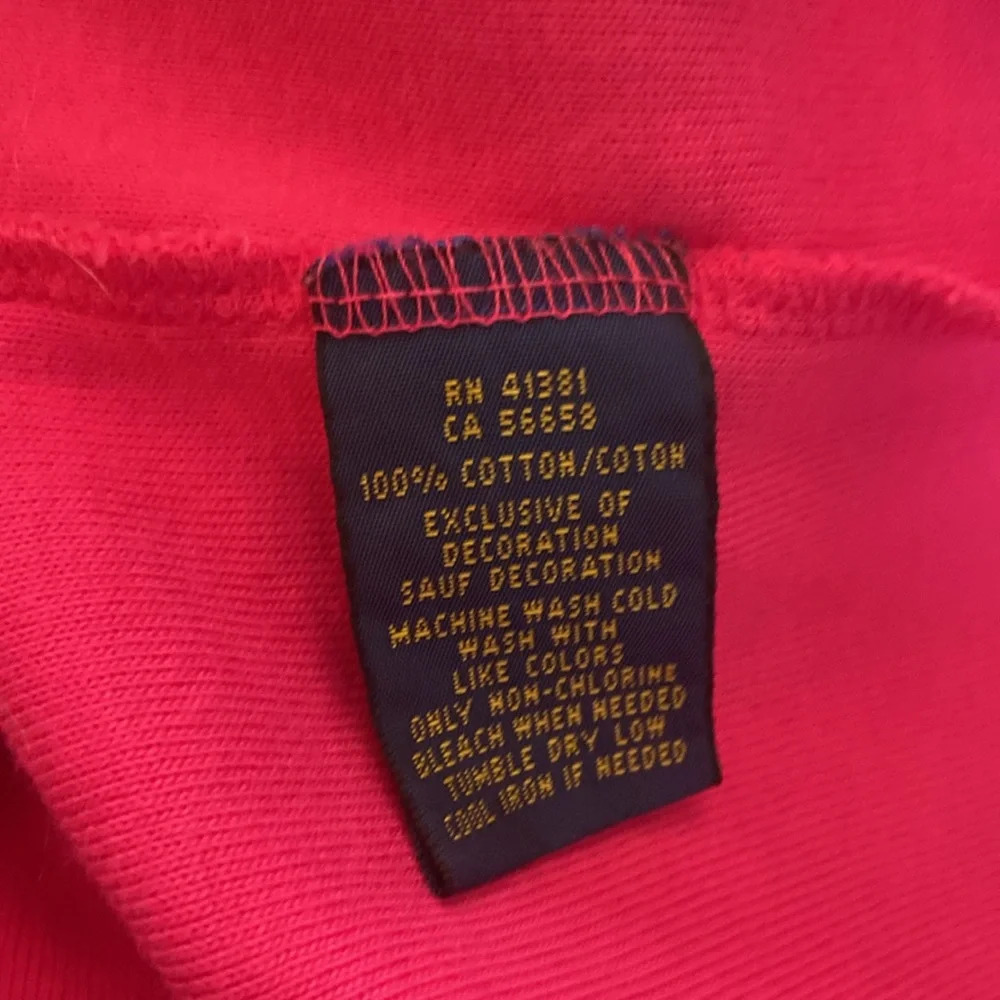 RN 41381
CA 56658
100% COTTON/COTON
EXCLUSIVE OF
DECORATION
SAUF DECORATION
MACHINE WASH COLD
WASH WITH
LIKE COLORS
ONLY NON-CHLORINE
BLEACH WHEN NEEDED
TUMBLE DRY LOW
COOL IRON IF NEEDED